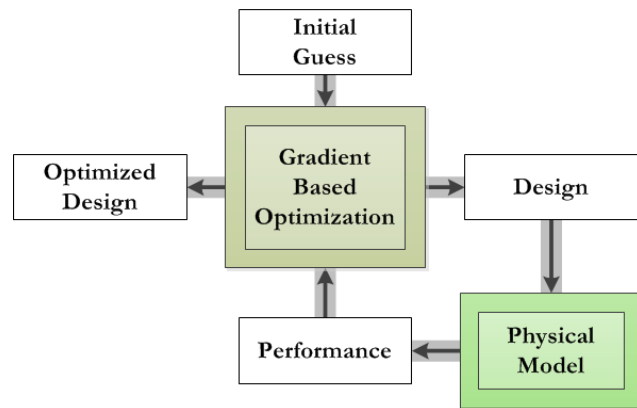 Initial
Guess
Optimized
Design
Gradient
Based
Optimization
Design
Performance
Physical
Model